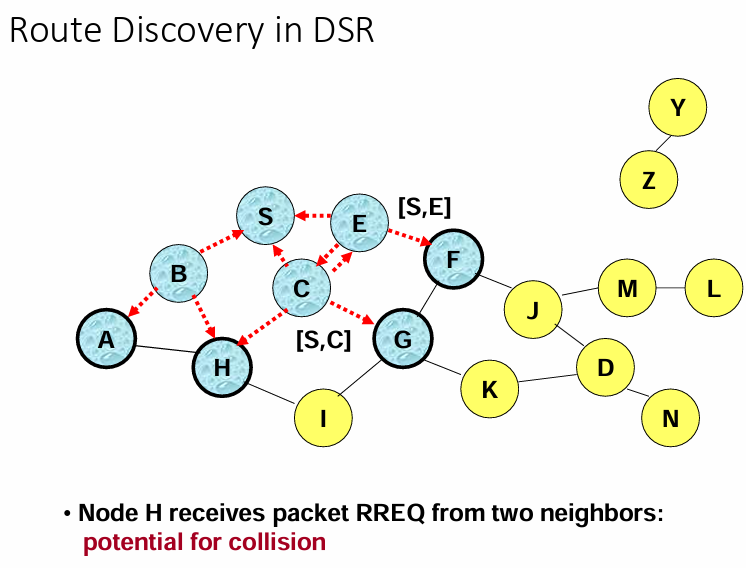 Route Discovery in DSR
Y
Z
S
E
[S,E]
F
B
C
J
M
L
A
H
[S,C]
G
D
K
I
N
• Node H receives packet RREQ from two neighbors:
potential for collision